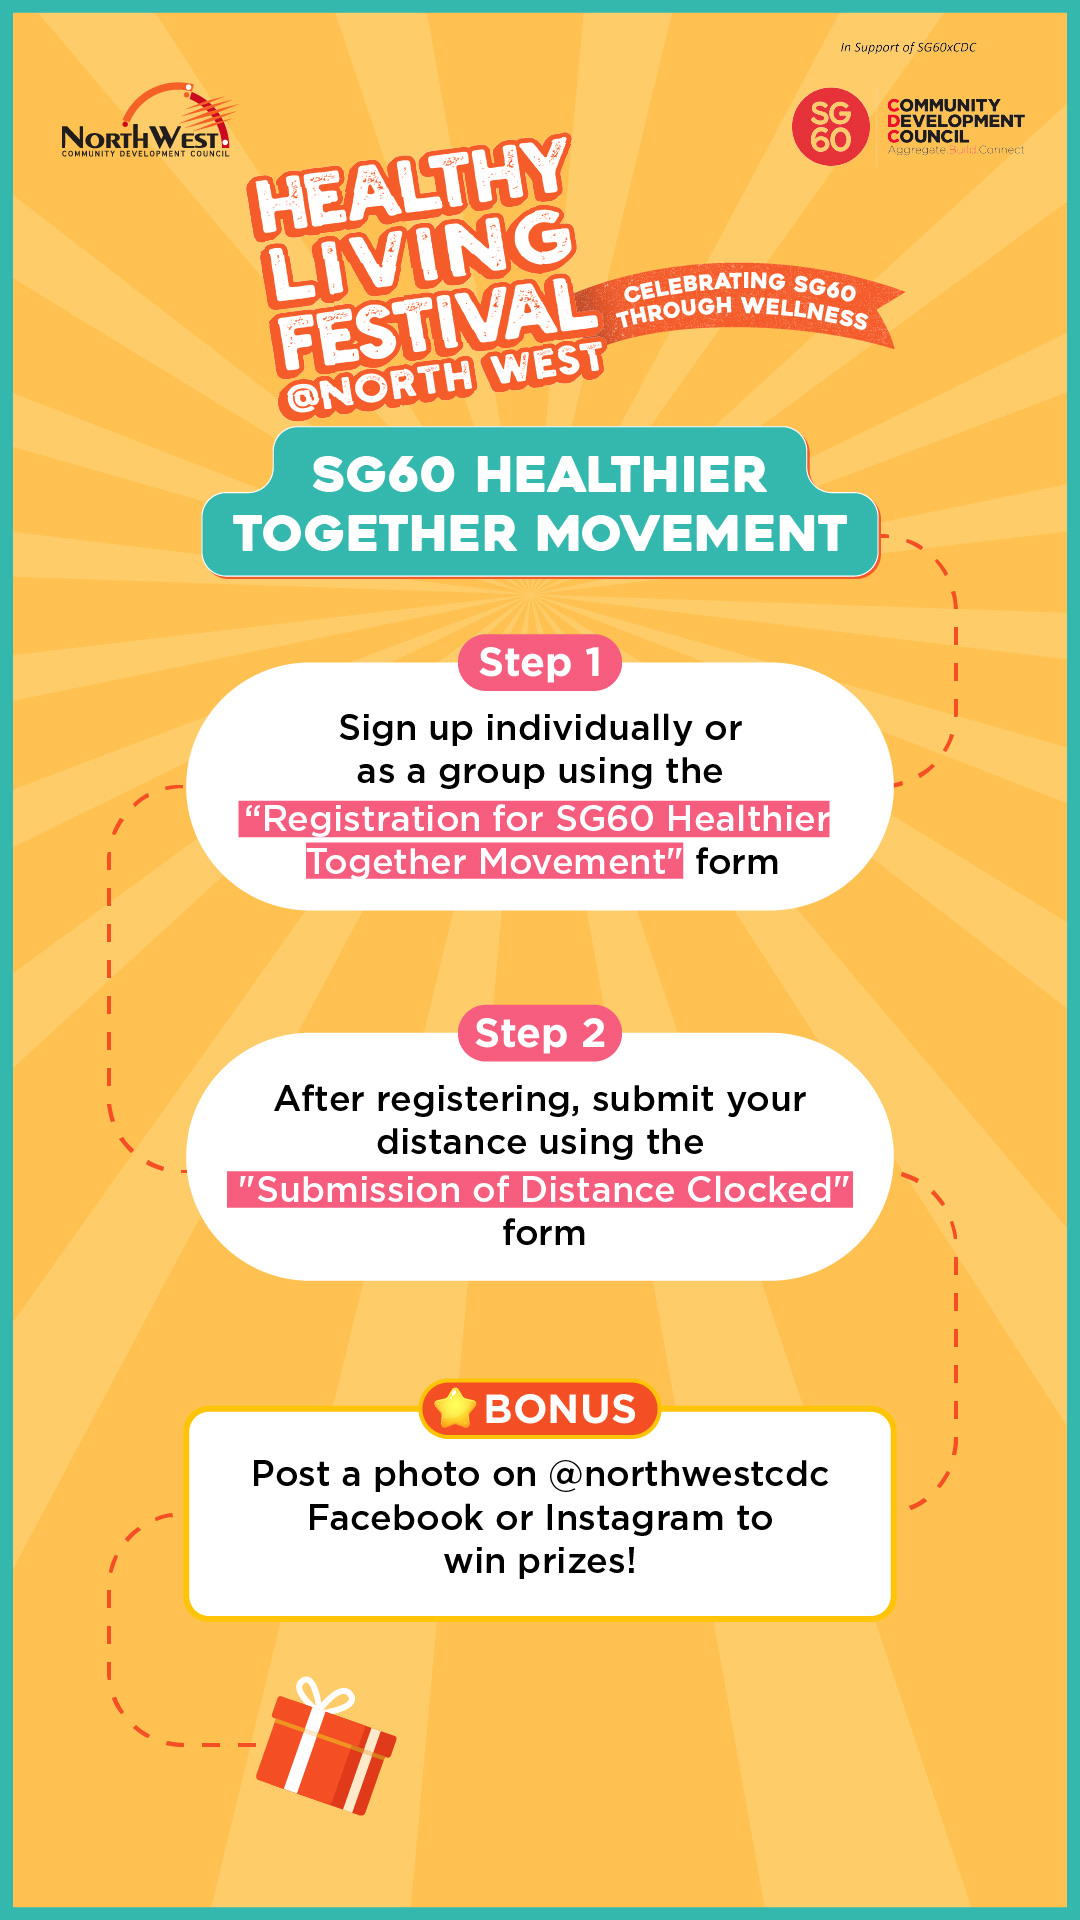 In Support of SG60xCDC
NORTHWEST
COMMUNITY DEVELOPMENT COUNCIL
SG
60
COMMUNITY
DEVELOPMENT
COUNCIL
Aggregate.Build.Connect
HEALTHY
LIVING
FESTIVAL
@NORTH WEST
CELEBRATING SG60
THROUGH WELLNESS
SG60 HEALTHIER
TOGETHER MOVEMENT
Step 1
Sign up individually or
as a group using the
“Registration for SG60 Healthier
Together Movement" form
Step 2
After registering, submit your
distance using the
"Submission of Distance Clocked"
form
BONUS
Post a photo on @northwestcdc
Facebook or Instagram to
win prizes!